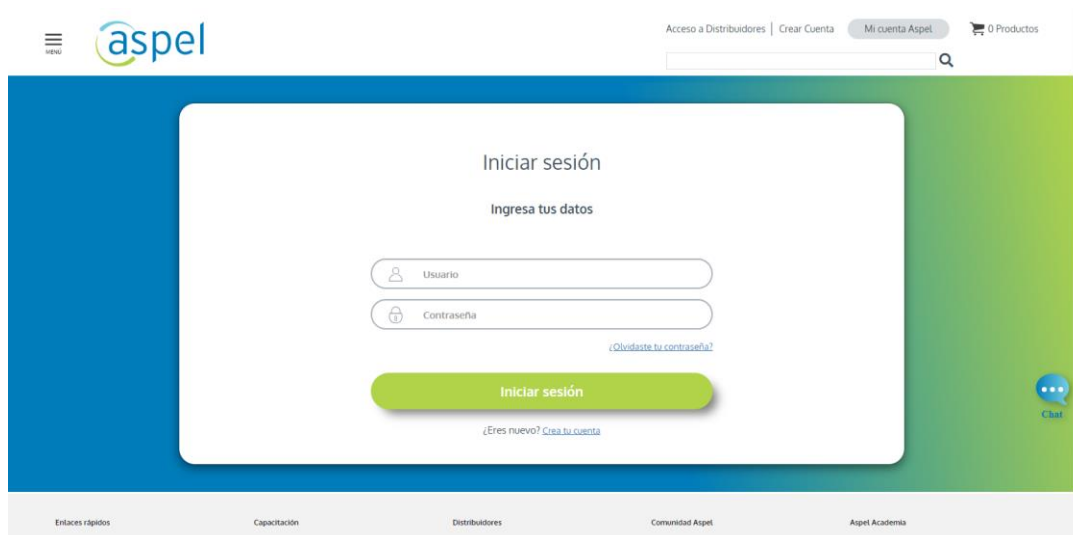 MENÚ
aspel
Acceso a Distribuidores | Crear Cuenta
Mi cuenta Aspel
0 Productos
Iniciar sesión
Ingresa tus datos
Usuario
Contraseña
¿Olvidaste tu contraseña?
Iniciar sesión
¿Eres nuevo? Crea tu cuenta
Chat
Enlaces rápidos
Capacitación
Distribuidores
Comunidad Aspel
Aspel Academia